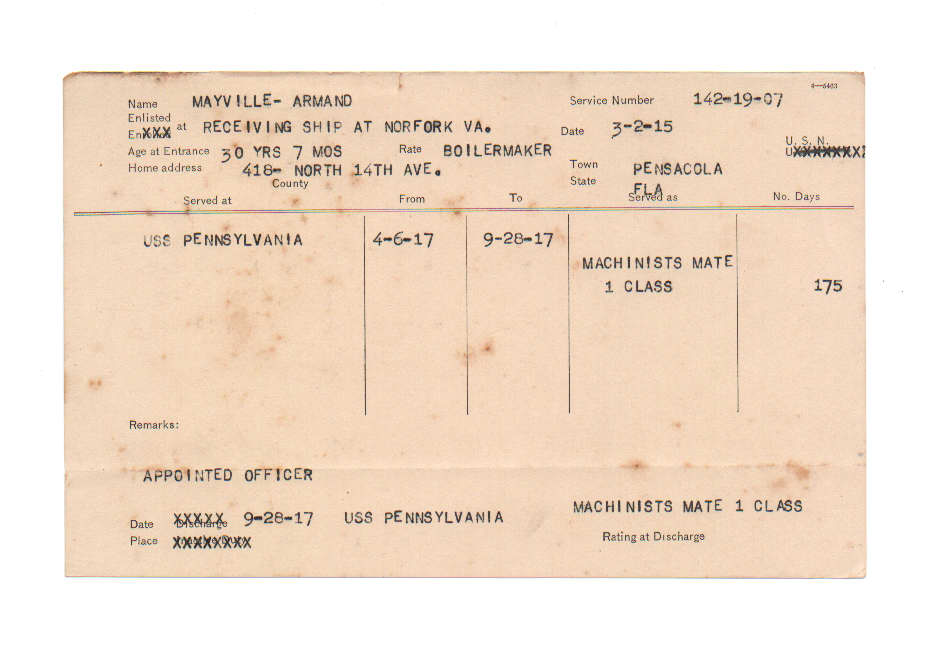 4—6463
Name MAYVILLE- ARMAND Service Number 142-19-07
Enlisted
XXX at RECEIVING SHIP AT NORFORK VA. Date 3-2-15 U. S. N.
Age at Entrance 30 YRS 7 MOS Rate BOILERMAKER UXXXXXXX
Home address 418- NORTH 14TH AVE. Town PENSACOLA
County State FLA
Served at From To Served as No. Days
USS PENNSYLVANIA 4-6-17 9-28-17
MACHINISTS MATE
1 CLASS 175
Remarks:
APPOINTED OFFICER
Date XXXXX Discharge 9-28-17 USS PENNSYLVANIA MACHINISTS MATE 1 CLASS
Place XXXXXXXX Rating at Discharge